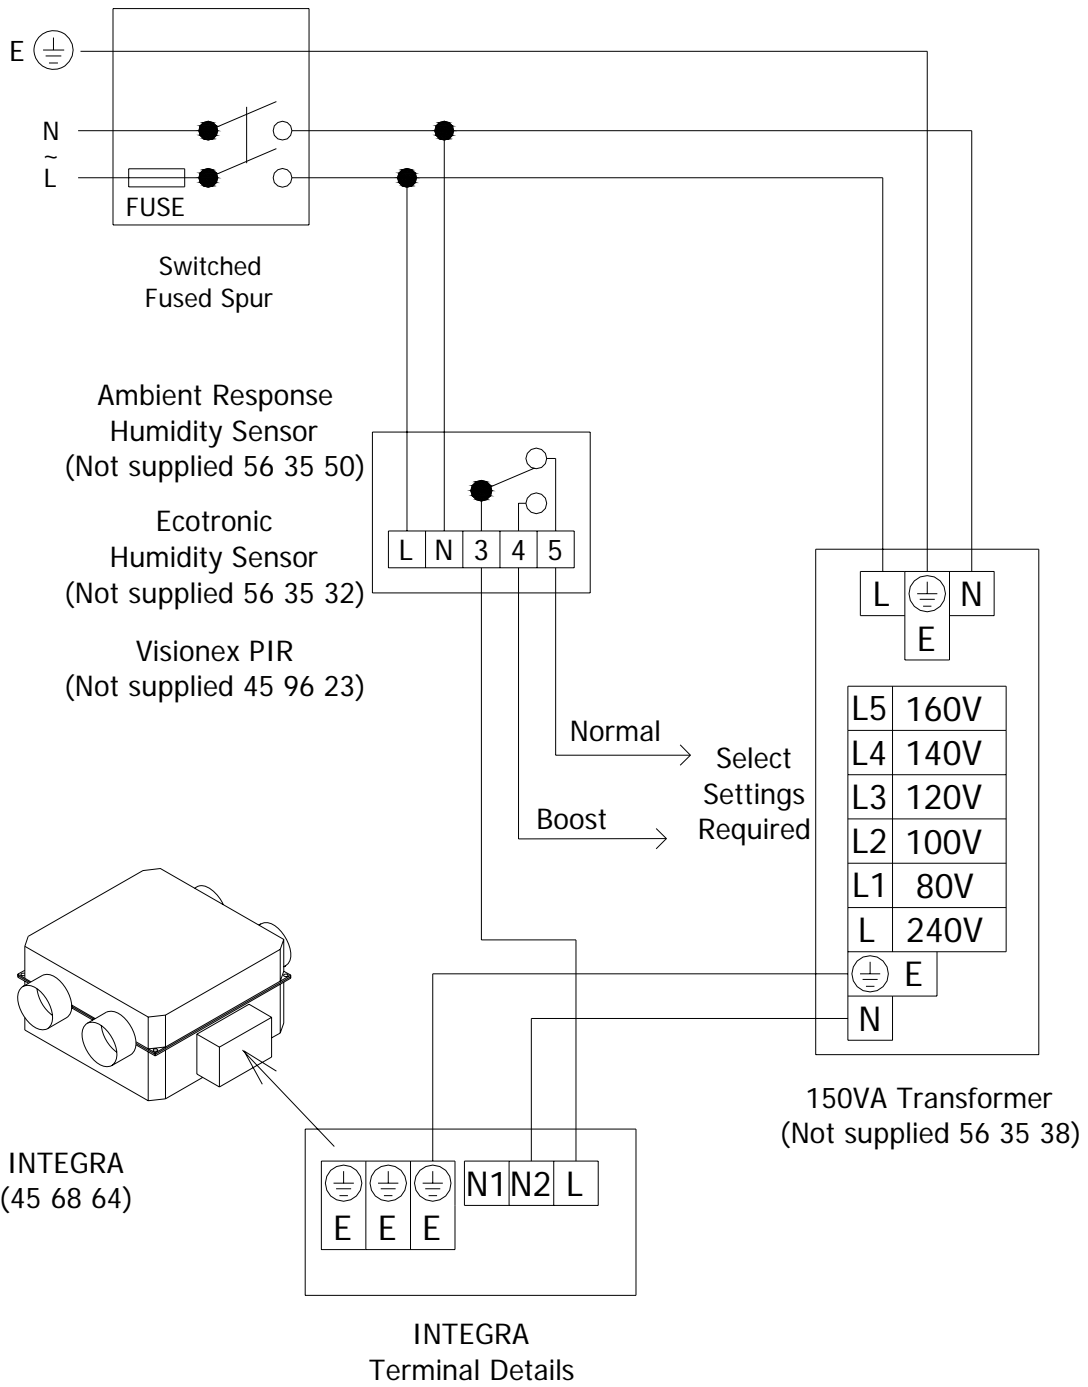 E
N
~
L
FUSE
Switched
Fused Spur
Ambient Response
Humidity Sensor
(Not supplied 56 35 50)
Ecotronic
Humidity Sensor
(Not supplied 56 35 32)
Visionex PIR
(Not supplied 45 96 23)
L N 3 4 5
Normal
Boost
Select
Settings
Required
L N
E
L5 160V
L4 140V
L3 120V
L2 100V
L1 80V
L 240V
E
N
150VA Transformer
(Not supplied 56 35 38)
INTEGRA
(45 68 64)
N1 N2 L
E E E
INTEGRA
Terminal Details